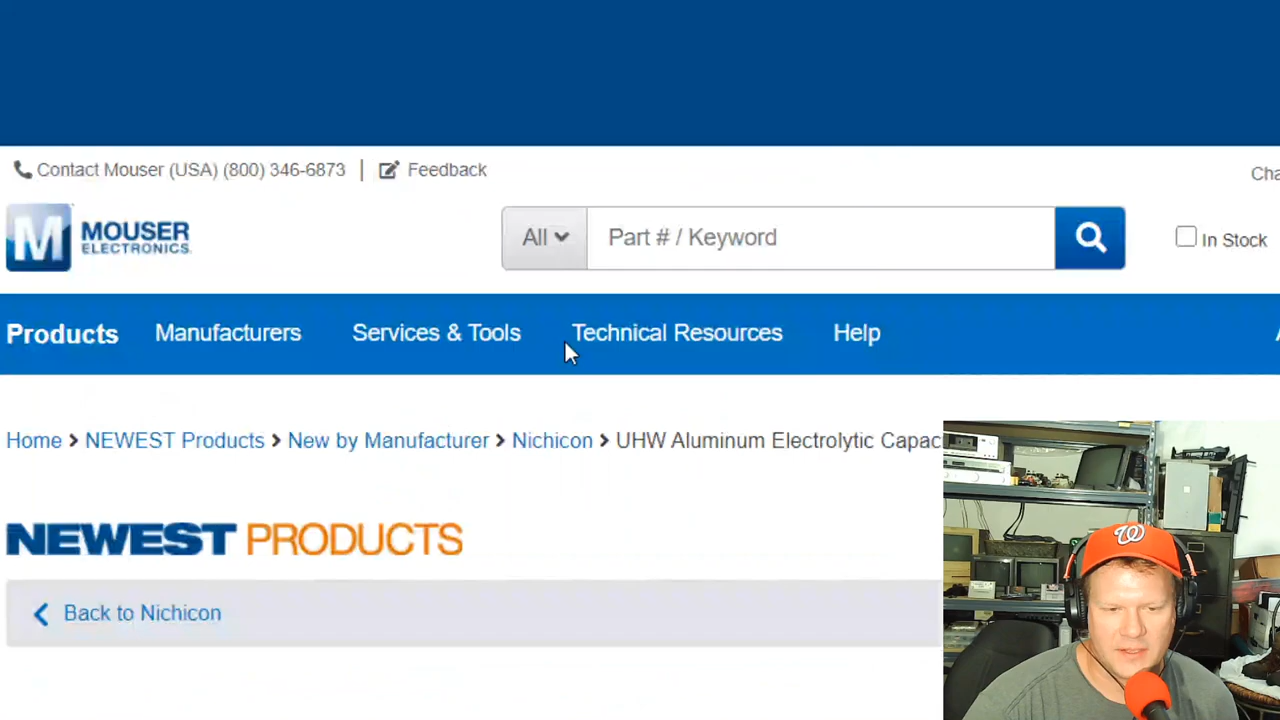 Contact Mouser (USA) (800) 346-6873 | Feedback
Cha
M MOUSER
ELECTRONICS
All
Part # / Keyword
In Stock
Products
Manufacturers
Services & Tools
Technical Resources
Help
Home > NEWEST Products > New by Manufacturer > Nichicon > UHW Aluminum Electrolytic Capac
NEWEST PRODUCTS
Back to Nichicon
W